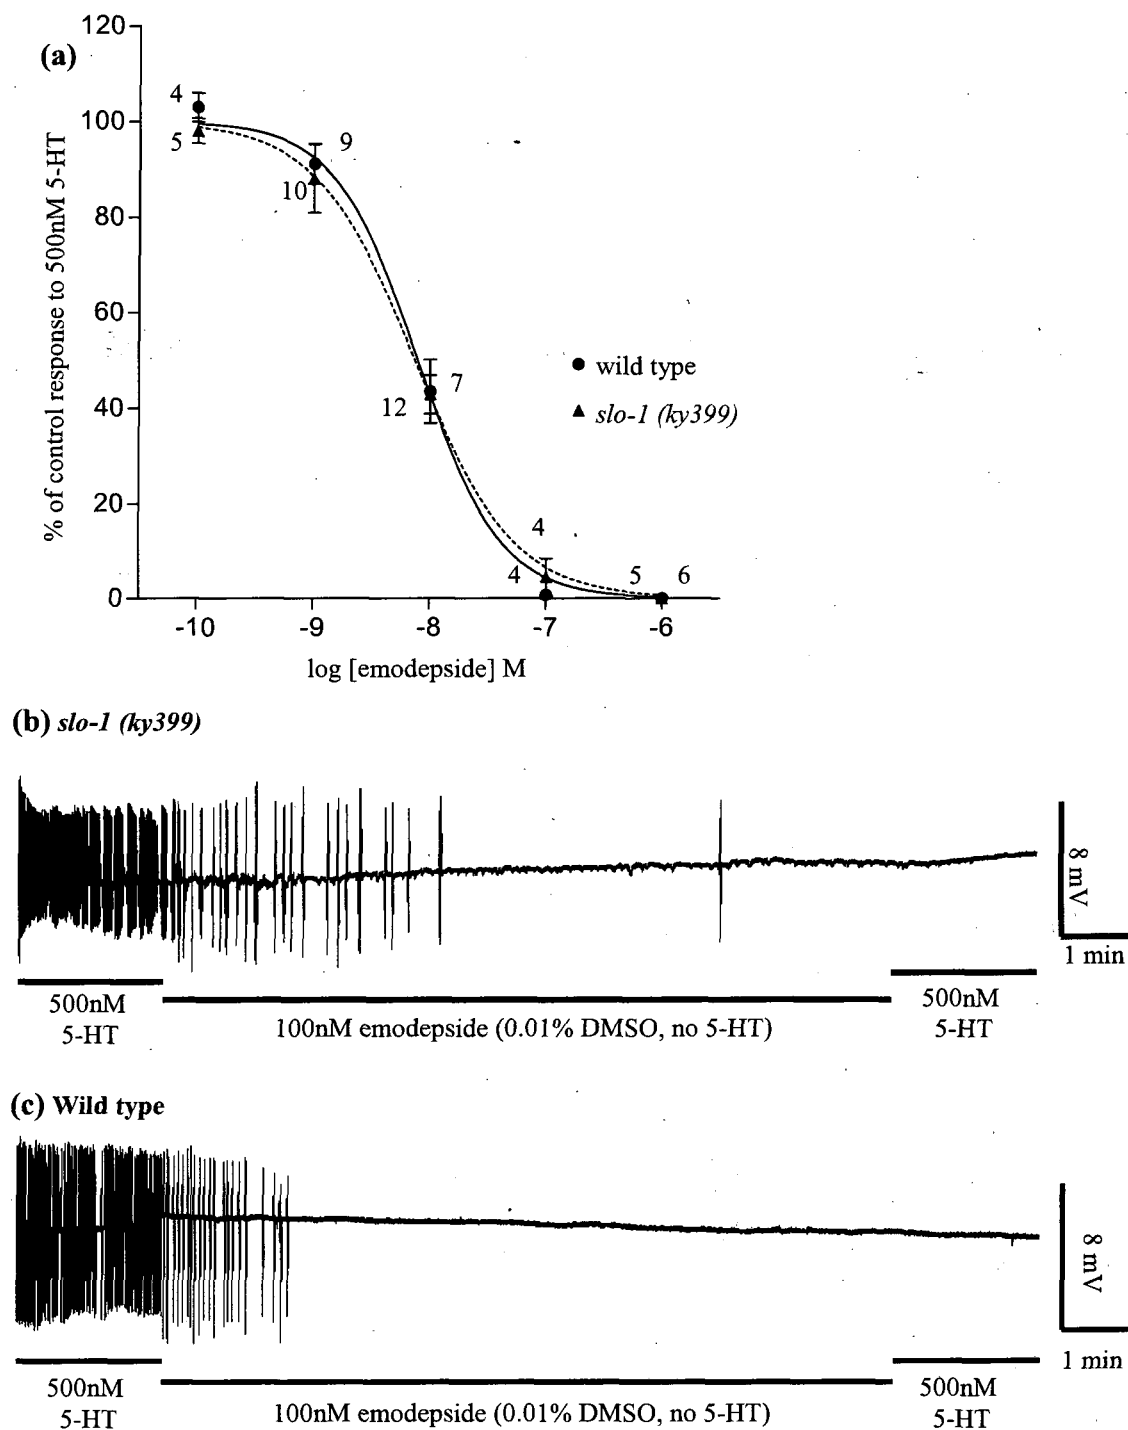 (a)
% of control response to 500nM 5-HT
120
100
80
60
40
20
0
4
5
9
10
7
12
4
4
5
6
wild type
slo-1 (ky399)
-10
-9
-8
-7
-6
log [emodepside] M
(b) slo-1 (ky399)
8 mV
1 min
500nM
5-HT
100nM emodepside (0.01% DMSO, no 5-HT)
500nM
5-HT
(c) Wild type
8 mV
1 min
500nM
5-HT
100nM emodepside (0.01% DMSO, no 5-HT)
500nM
5-HT